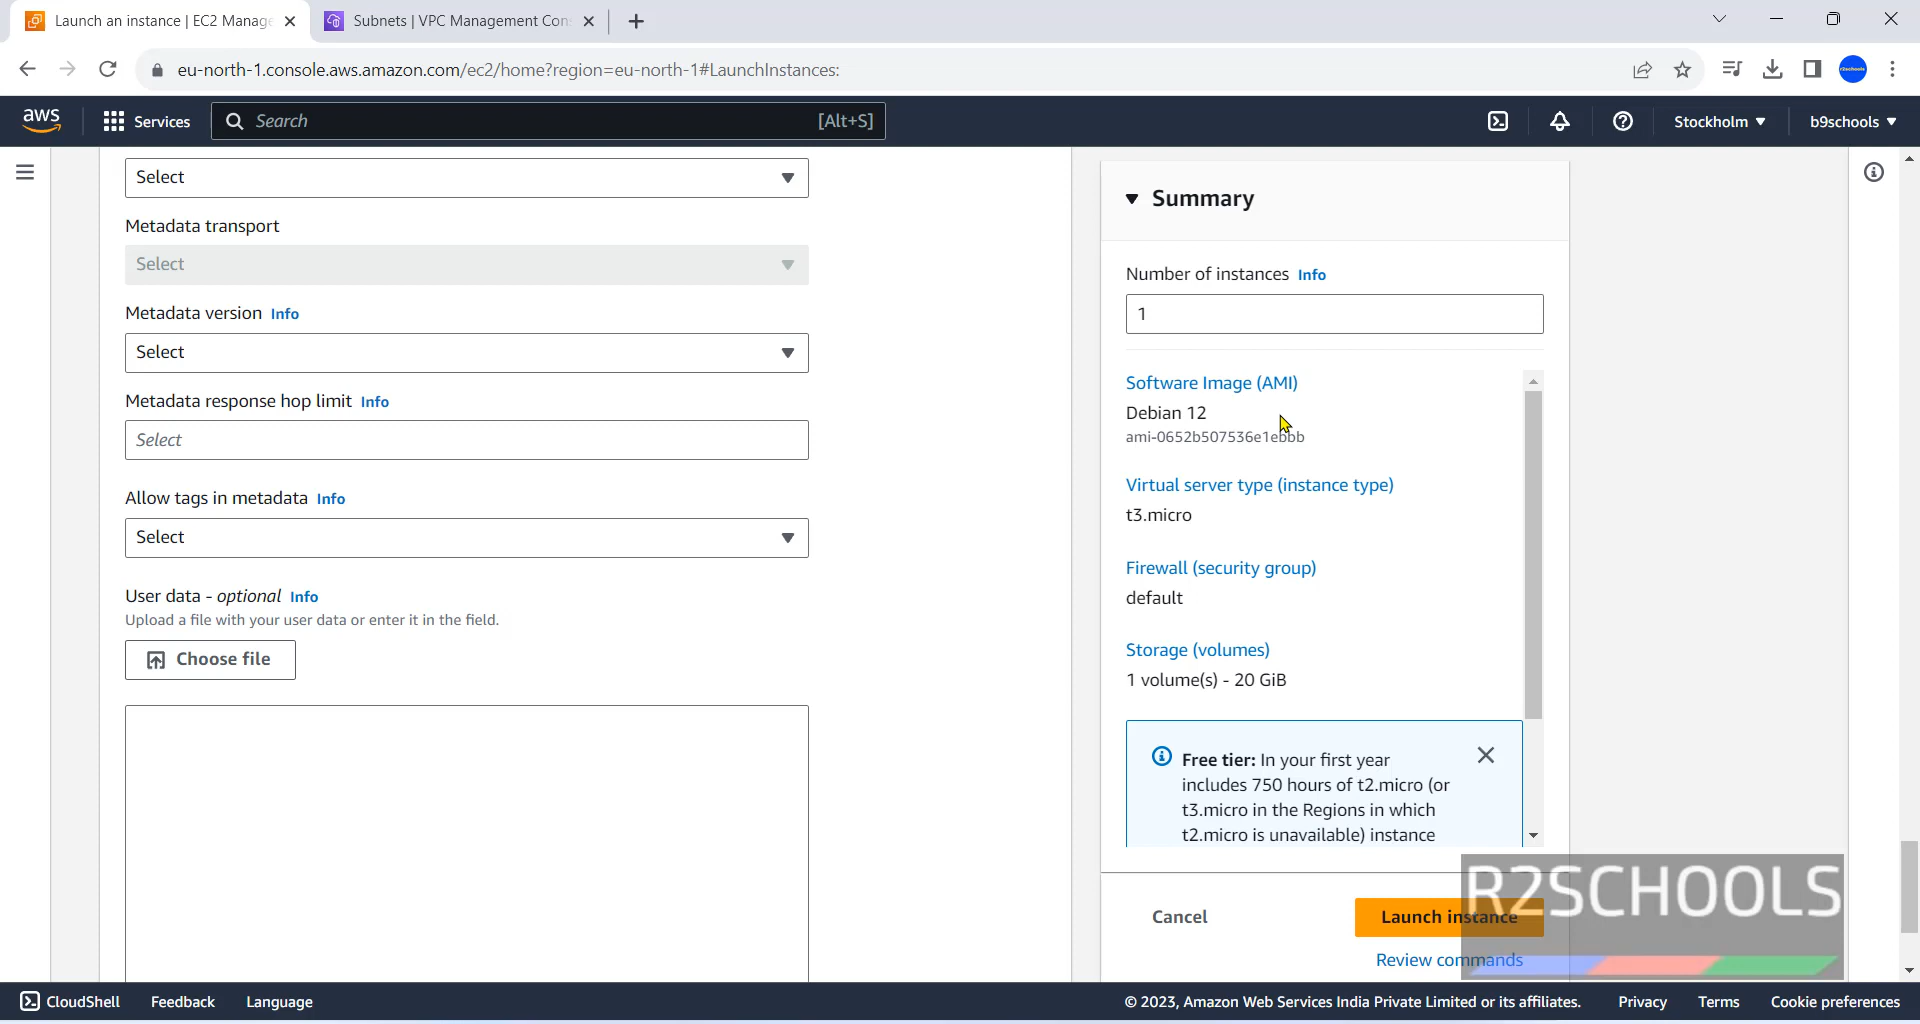 Launch an instance | EC2 Manage
Subnets | VPC Management Con
eu-north-1.console.aws.amazon.com/ec2/home?region=eu-north-1#LaunchInstances:
aws
Services
Search
[Alt+S]
Stockholm
b9schools
Select
Metadata transport
Select
Metadata version Info
Select
Metadata response hop limit Info
Select
Allow tags in metadata Info
Select
User data - optional Info
Upload a file with your user data or enter it in the field.
Choose file
Summary
Number of instances Info
1
Software Image (AMI)
Debian 12
ami-0652b507536e1ebbb
Virtual server type (instance type)
t3.micro
Firewall (security group)
default
Storage (volumes)
1 volume(s) - 20 GiB
Free tier: In your first year
includes 750 hours of t2.micro (or
t3.micro in the Regions in which
t2.micro is unavailable) instance
Cancel
Launch instance
Review commands
R2SCHOOLS
CloudShell
Feedback
Language
© 2023, Amazon Web Services India Private Limited or its affiliates.
Privacy
Terms
Cookie preferences